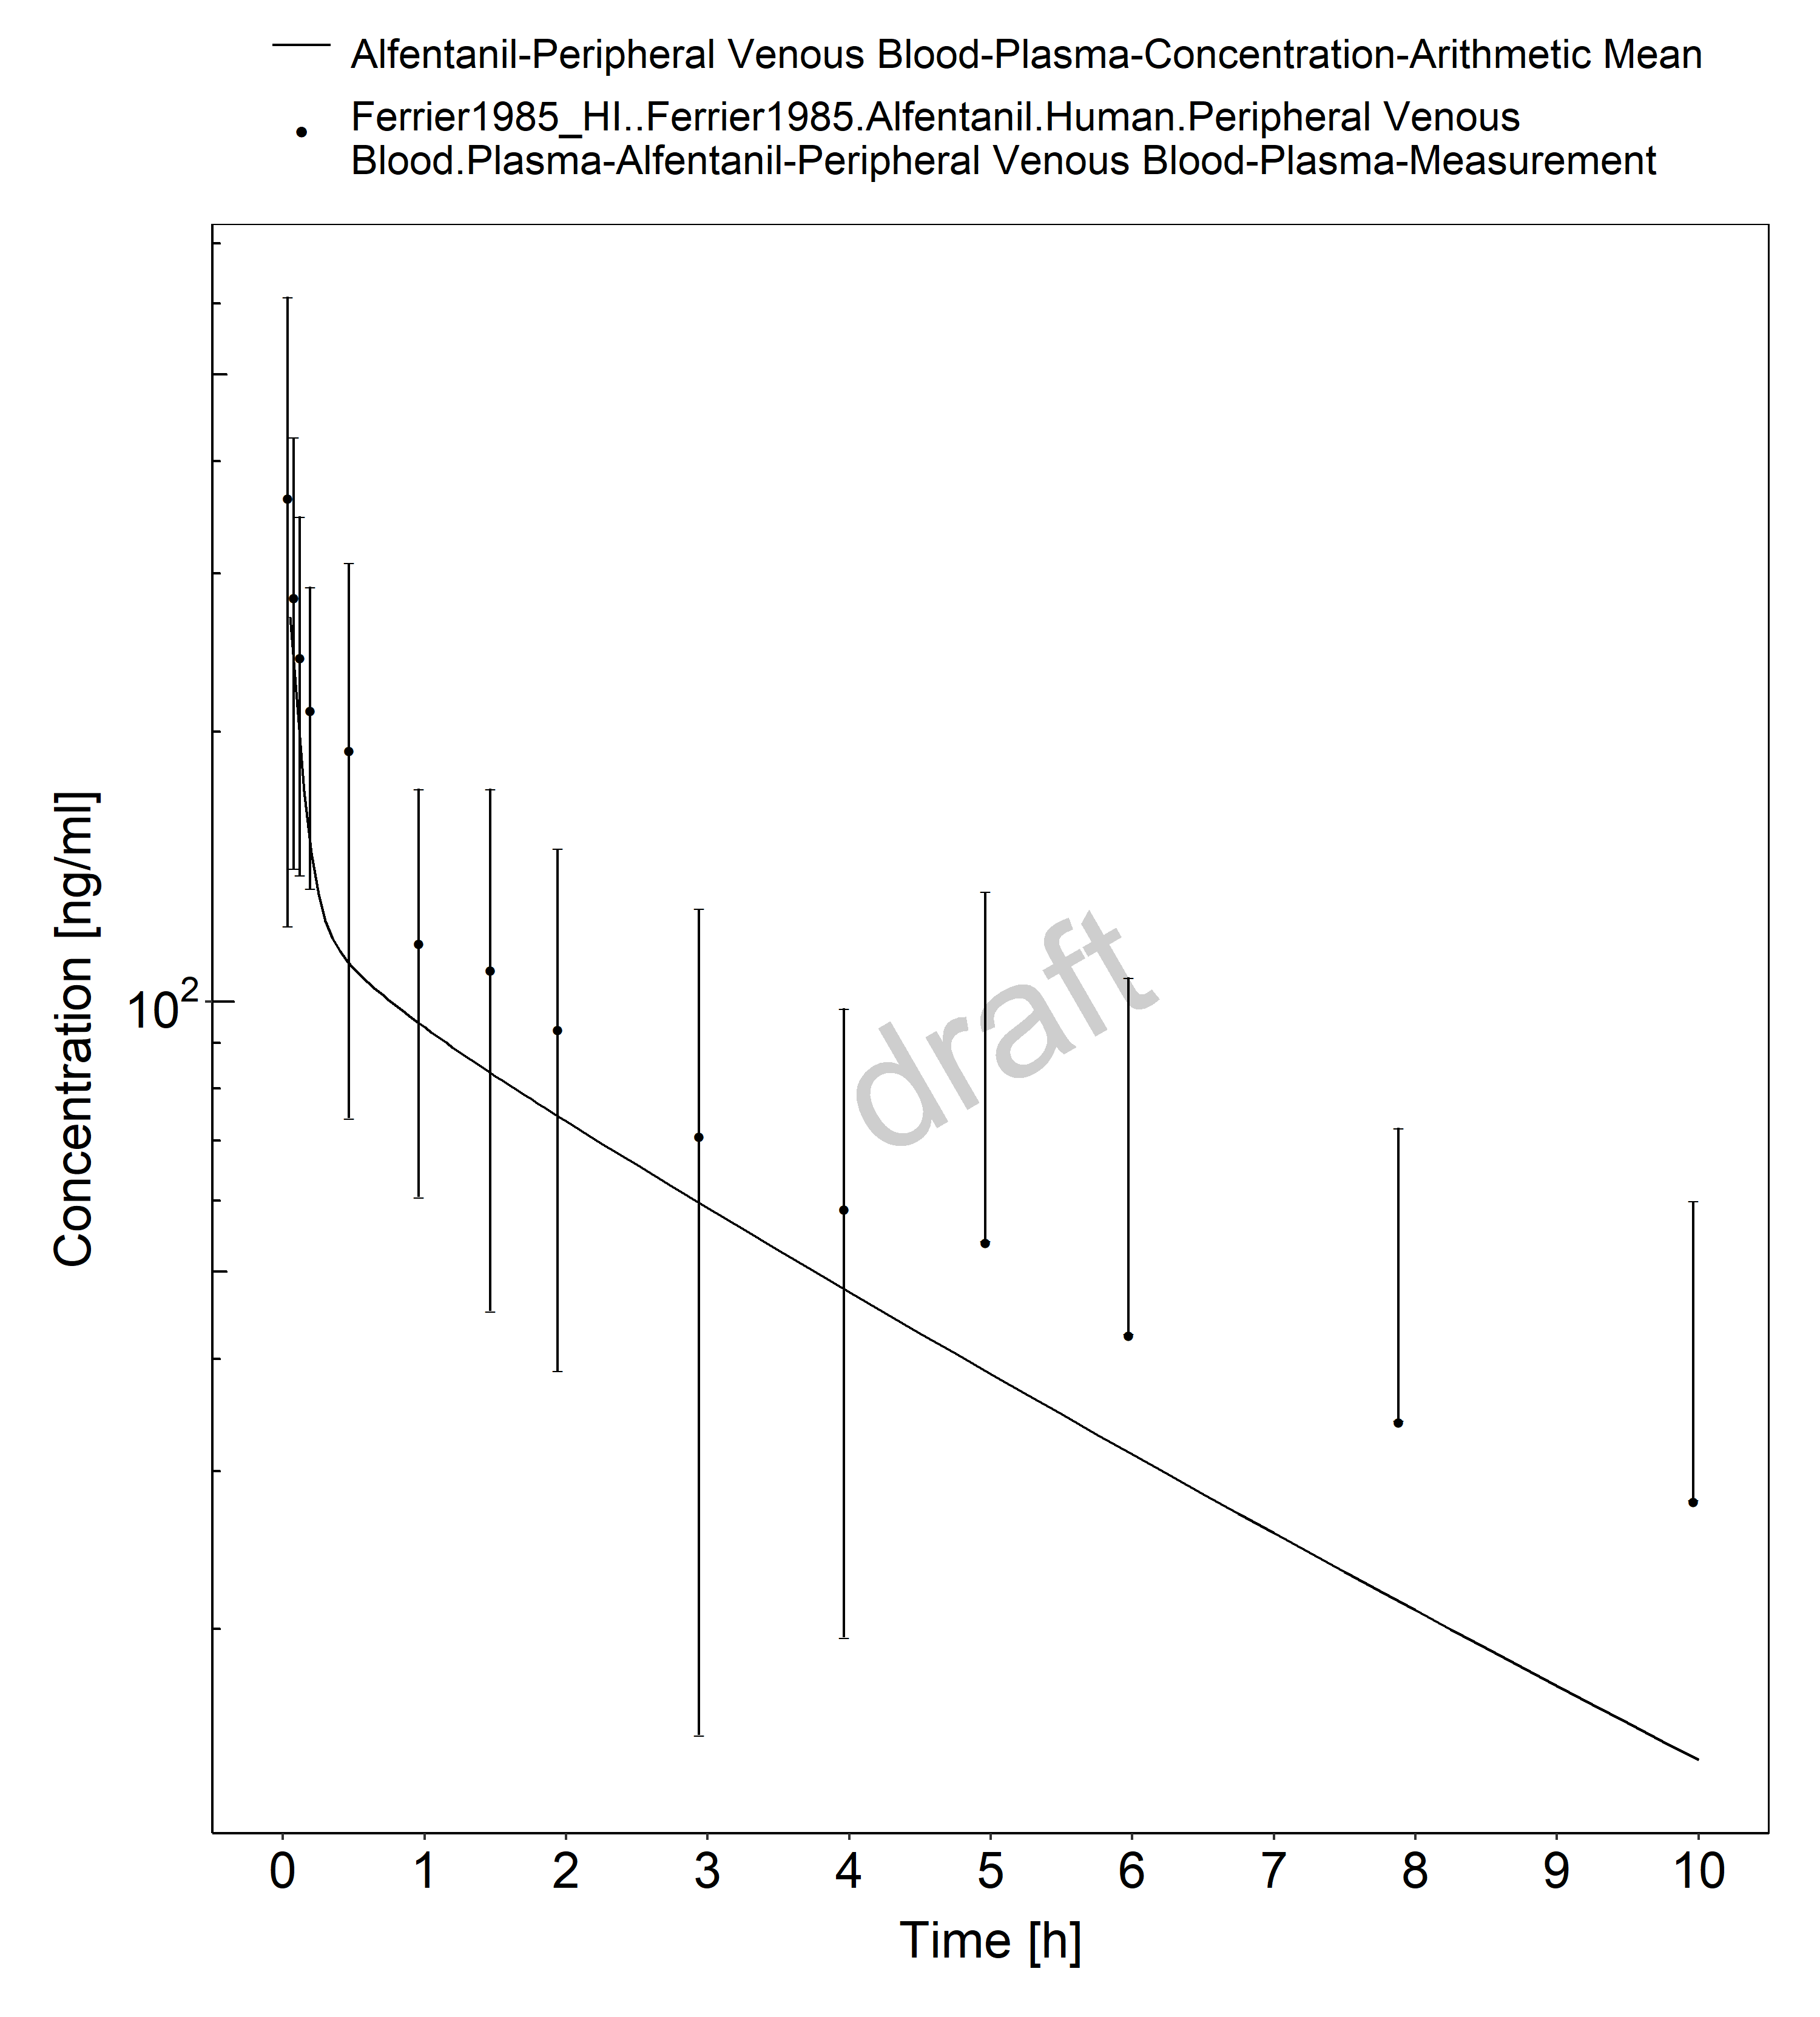 Alfentanil-Peripheral Venous Blood-Plasma-Concentration-Arithmetic Mean
Ferrier1985_HI..Ferrier1985.Alfentanil.Human.Peripheral Venous
Blood.Plasma-Alfentanil-Peripheral Venous Blood-Plasma-Measurement
Concentration [ng/ml]
10²
draft
0 1 2 3 4 5 6 7 8 9 10
Time [h]